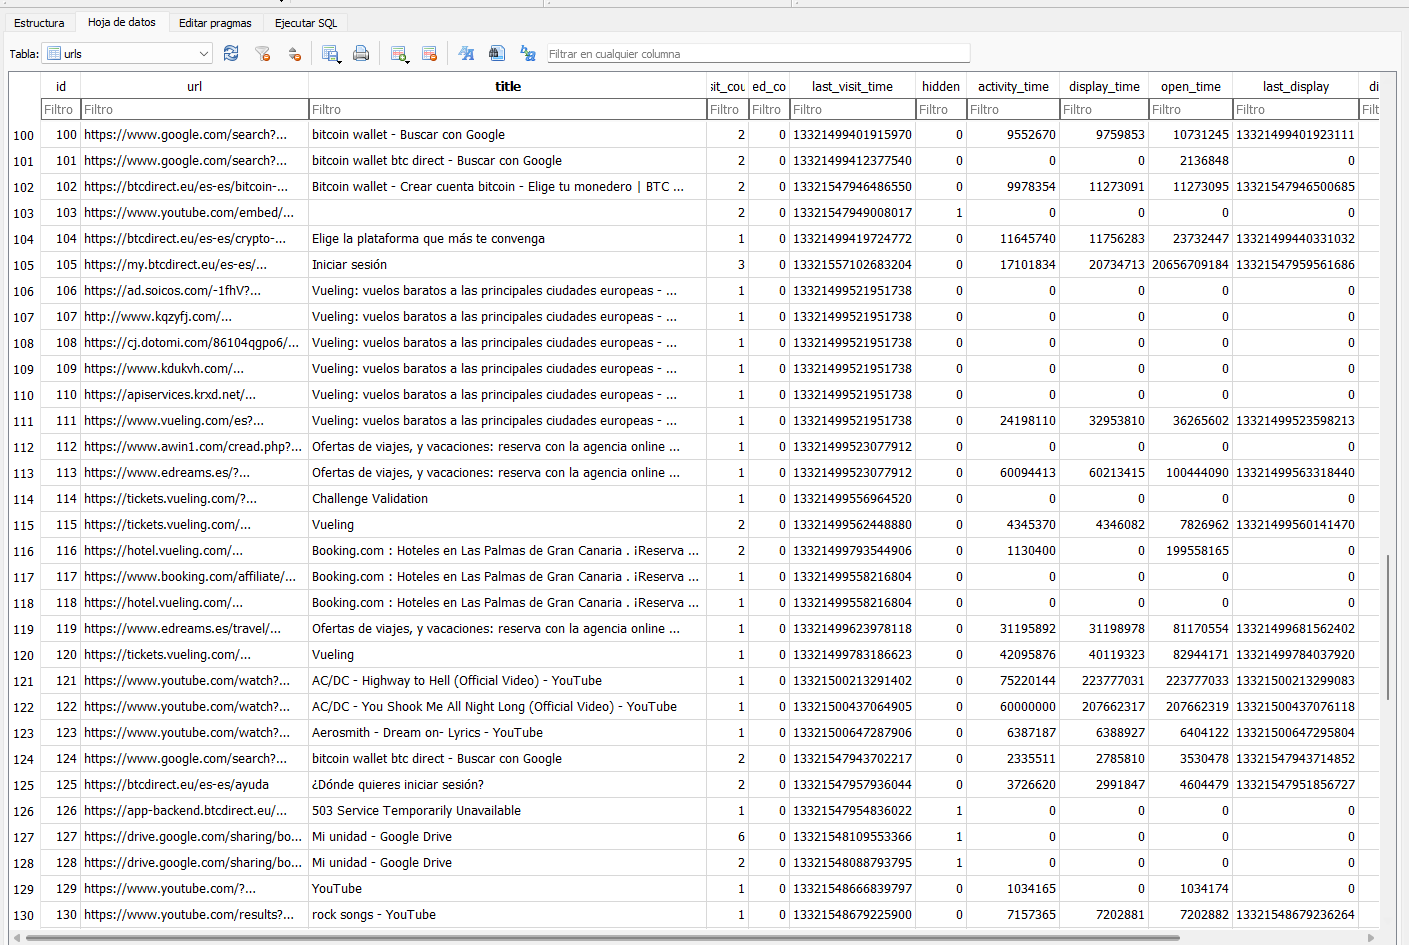 Estructura Hoja de datos Editar pragmas Ejecutar SQL
Tabla: urls Filtrar en cualquier columna
id url title sit_cou ed_co last_visit_time hidden activity_time display_time open_time last_display di
Filtro Filtro Filtro Filtro Filtro Filtro Filtro Filtro Filtro Filtro Filtro Filt
100 100 https://www.google.com/search?... bitcoin wallet - Buscar con Google 2 0 13321499401915970 0 9552670 9759853 10731245 13321499401923111
101 101 https://www.google.com/search?... bitcoin wallet btc direct - Buscar con Google 2 0 13321499412377540 0 0 0 2136848 0
102 102 https://btcdirect.eu/es-es/bitcoin-... Bitcoin wallet - Crear cuenta bitcoin - Elige tu monedero | BTC ... 2 0 13321547946486550 0 9978354 11273091 11273095 13321547946500685
103 103 https://www.youtube.com/embed/... 2 0 13321547949008017 1 0 0 0 0
104 104 https://btcdirect.eu/es-es/crypto-... Elige la plataforma que más te convenga 1 0 13321499419724772 0 11645740 11756283 23732447 13321499440331032
105 105 https://my.btcdirect.eu/es-es/... Iniciar sesión 3 0 13321557102683204 0 17101834 20734713 20656709184 13321547959561686
106 106 https://ad.soicos.com/-1fhV?... Vueling: vuelos baratos a las principales ciudades europeas - ... 1 0 13321499521951738 0 0 0 0 0
107 107 http://www.kqzyfj.com/... Vueling: vuelos baratos a las principales ciudades europeas - ... 1 0 13321499521951738 0 0 0 0 0
108 108 https://cj.dotomi.com/86104qgpo6/... Vueling: vuelos baratos a las principales ciudades europeas - ... 1 0 13321499521951738 0 0 0 0 0
109 109 https://www.kdukvh.com/... Vueling: vuelos baratos a las principales ciudades europeas - ... 1 0 13321499521951738 0 0 0 0 0
110 110 https://apiservices.krxd.net/... Vueling: vuelos baratos a las principales ciudades europeas - ... 1 0 13321499521951738 0 0 0 0 0
111 111 https://www.vueling.com/es?... Vueling: vuelos baratos a las principales ciudades europeas - ... 1 0 13321499521951738 0 24198110 32953810 36265602 13321499523598213
112 112 https://www.awin1.com/cread.php?... Ofertas de viajes, y vacaciones: reserva con la agencia online ... 1 0 13321499523077912 0 0 0 0 0
113 113 https://www.edreams.es/?... Ofertas de viajes, y vacaciones: reserva con la agencia online ... 1 0 13321499523077912 0 60094413 60213415 100444090 13321499563318440
114 114 https://tickets.vueling.com/?... Challenge Validation 1 0 13321499556964520 0 0 0 0 0
115 115 https://tickets.vueling.com/... Vueling 2 0 13321499562448880 0 4345370 4346082 7826962 13321499560141470
116 116 https://hotel.vueling.com/... Booking.com : Hoteles en Las Palmas de Gran Canaria . ¡Reserva ... 2 0 13321499793544906 0 1130400 0 199558165 0
117 117 https://www.booking.com/affiliate/... Booking.com : Hoteles en Las Palmas de Gran Canaria . ¡Reserva ... 1 0 13321499558216804 0 0 0 0 0
118 118 https://hotel.vueling.com/... Booking.com : Hoteles en Las Palmas de Gran Canaria . ¡Reserva ... 1 0 13321499558216804 0 0 0 0 0
119 119 https://www.edreams.es/travel/... Ofertas de viajes, y vacaciones: reserva con la agencia online ... 1 0 13321499623978118 0 31195892 31198978 81170554 13321499681562402
120 120 https://tickets.vueling.com/... Vueling 1 0 13321499783186623 0 42095876 40119323 82944171 13321499784037920
121 121 https://www.youtube.com/watch?... AC/DC - Highway to Hell (Official Video) - YouTube 1 0 13321500213291402 0 75220144 223777031 223777033 13321500213299083
122 122 https://www.youtube.com/watch?... AC/DC - You Shook Me All Night Long (Official Video) - YouTube 1 0 13321500437064905 0 60000000 207662317 207662319 13321500437076118
123 123 https://www.youtube.com/watch?... Aerosmith - Dream on- Lyrics - YouTube 1 0 13321500647287906 0 6387187 6388927 6404122 13321500647295804
124 124 https://www.google.com/search?... bitcoin wallet btc direct - Buscar con Google 2 0 13321547943702217 0 2335511 2785810 3530478 13321547943714852
125 125 https://btcdirect.eu/es-es/ayuda ¿Dónde quieres iniciar sesión? 2 0 13321547957936044 0 3726620 2991847 4604479 13321547951856727
126 126 https://app-backend.btcdirect.eu/... 503 Service Temporarily Unavailable 1 0 13321547954836022 1 0 0 0 0
127 127 https://drive.google.com/sharing/bo... Mi unidad - Google Drive 6 0 13321548109553366 1 0 0 0 0
128 128 https://drive.google.com/sharing/bo... Mi unidad - Google Drive 2 0 13321548088793795 1 0 0 0 0
129 129 https://www.youtube.com/?... YouTube 1 0 13321548666839797 0 1034165 0 1034174 0
130 130 https://www.youtube.com/results?... rock songs - YouTube 1 0 13321548679225900 0 7157365 7202881 7202882 13321548679236264